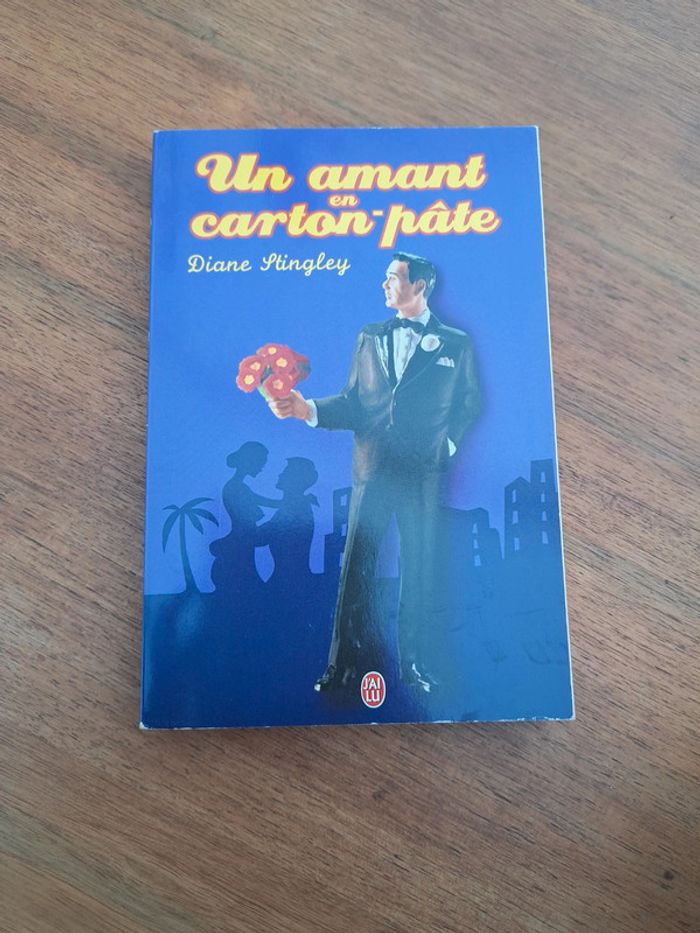 Un amant
en
carton-pâte
Diane Stingley
J'AI
LU